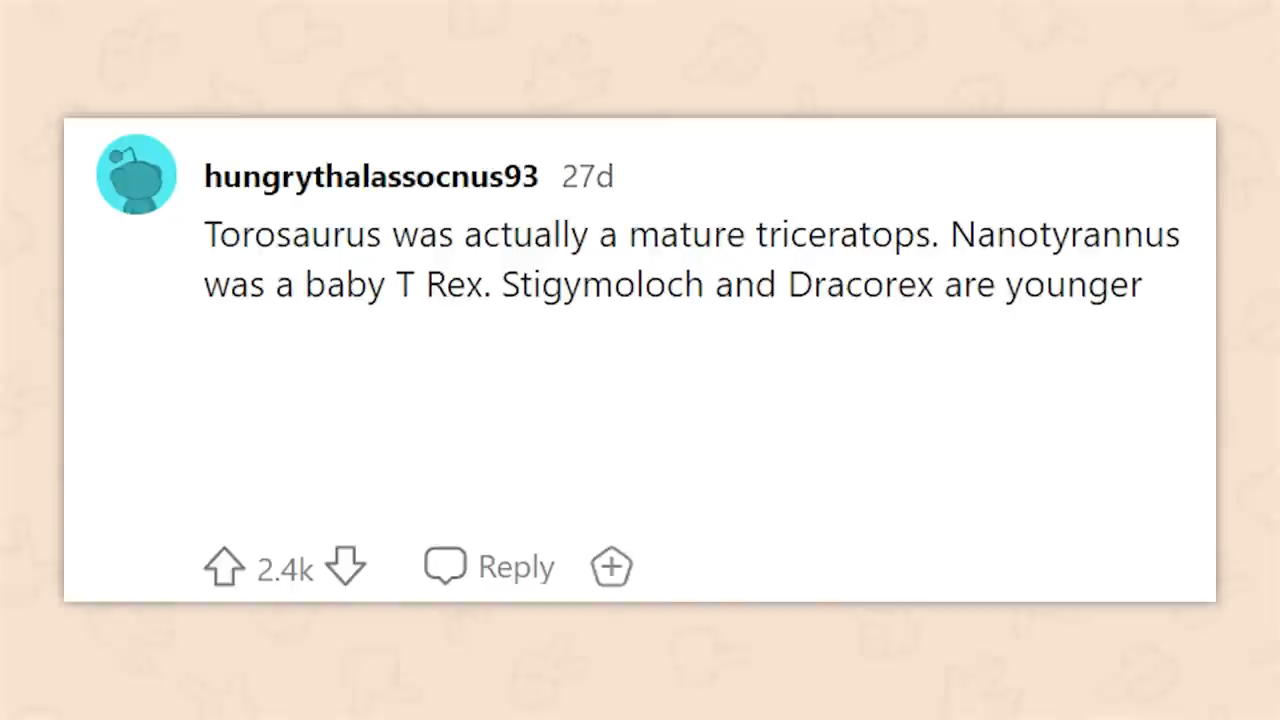 hungrythalassocnus93 27d
Torosaurus was actually a mature triceratops. Nanotyrannus
was a baby T Rex. Stigymoloch and Dracorex are younger
2.4k Reply